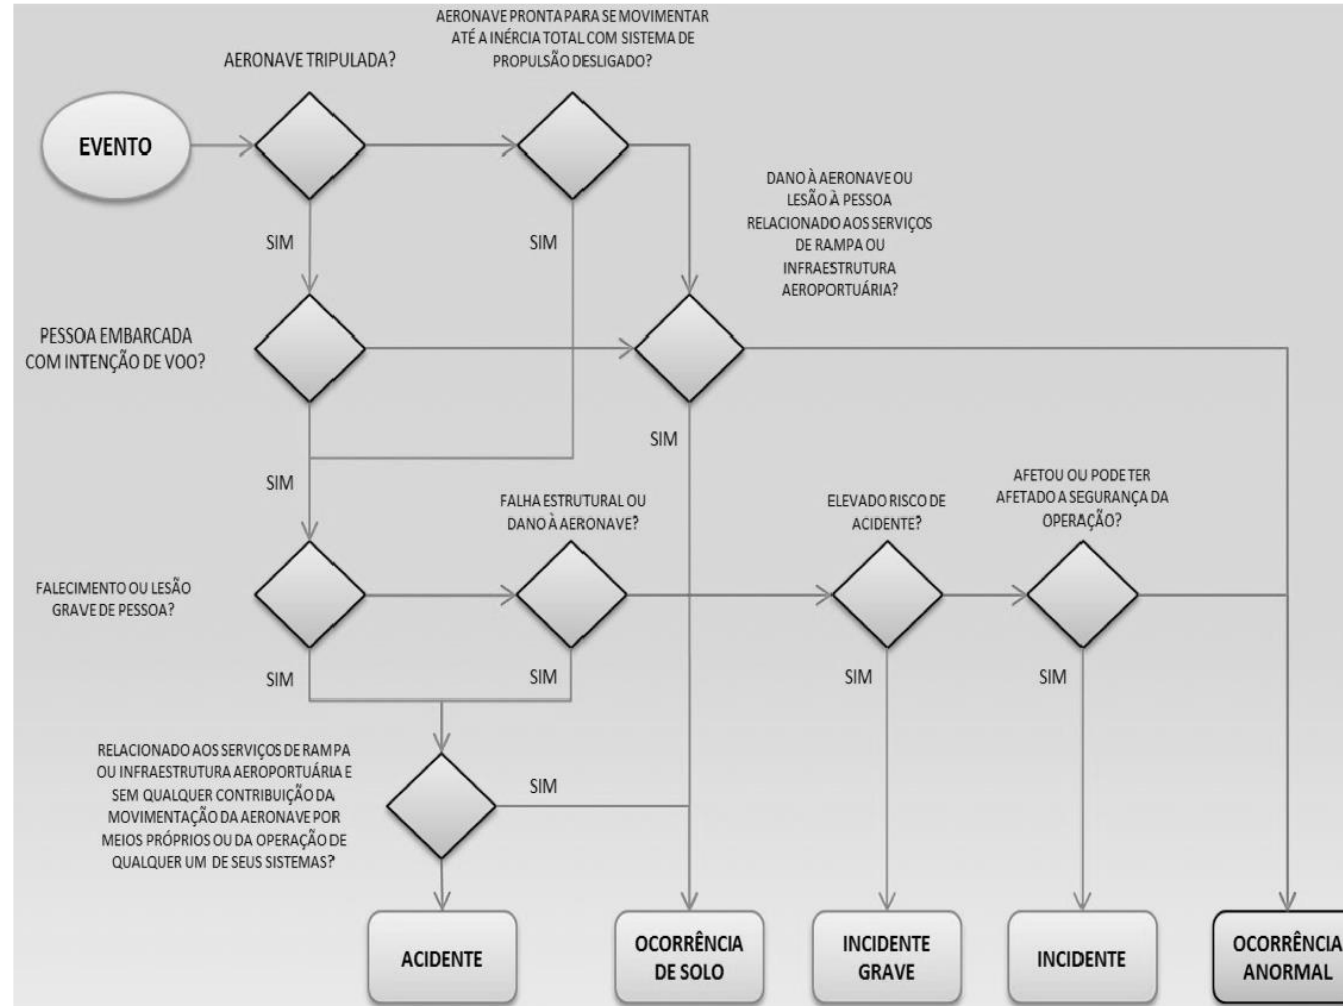 AERONAVE PRONTA PARA SE MOVIMENTAR
ATÉ A INÉRCIA TOTAL COM SISTEMA DE
PROPULSÃO DESLIGADO?
AERONAVE TRIPULADA?
EVENTO
DANO À AERONAVE OU
LESÃO À PESSOA
RELACIONADO AOS SERVIÇOS
DE RAMPA OU
INFRAESTRUTURA
AEROPORTUÁRIA?
SIM
SIM
PESSOA EMBARCADA
COM INTENÇÃO DE VOO?
SIM
SIM
FALHA ESTRUTURAL OU
DANO À AERONAVE?
ELEVADO RISCO DE
ACIDENTE?
AFETOU OU PODE TER
AFETADO A SEGURANÇA DA
OPERAÇÃO?
FALECIMENTO OU LESÃO
GRAVE DE PESSOA?
SIM
SIM
SIM
SIM
RELACIONADO AOS SERVIÇOS DE RAMPA
OU INFRAESTRUTURA AEROPORTUÁRIA E
SEM QUALQUER CONTRIBUIÇÃO DA
MOVIMENTAÇÃO DA AERONAVE POR
MEIOS PRÓPRIOS OU DA OPERAÇÃO DE
QUALQUER UM DE SEUS SISTEMAS?
SIM
ACIDENTE
OCORRÊNCIA
DE SOLO
INCIDENTE
GRAVE
INCIDENTE
OCORRÊNCIA
ANORMAL